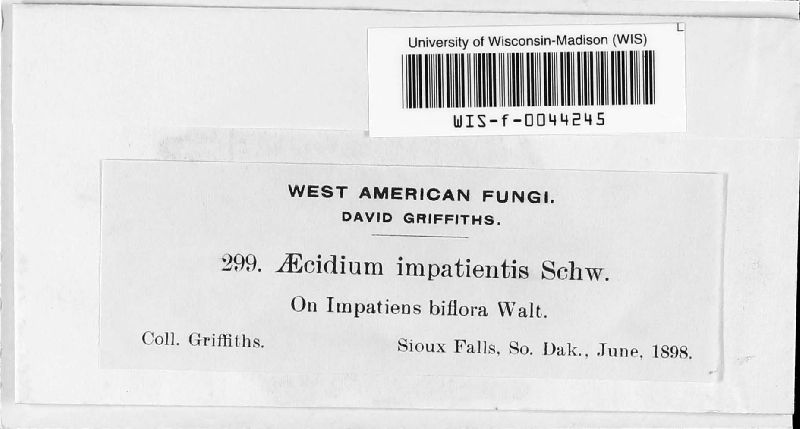 University of Wisconsin-Madison (WIS)
WIS-f-0044245
WEST AMERICAN FUNGI.
DAVID GRIFFITHS.
299. Æcidium impatientis Schw.
On Impatiens biflora Walt.
Coll. Griffiths. Sioux Falls, So. Dak., June, 1898.